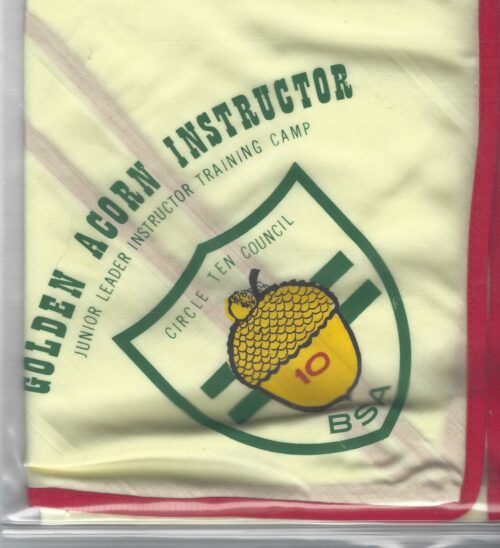 GOLDEN ACORN INSTRUCTOR
JUNIOR LEADER INSTRUCTOR TRAINING CAMP
CIRCLE TEN COUNCIL
10
BSA